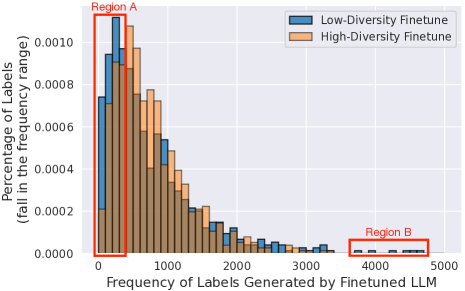 Region A
Low-Diversity Finetune
High-Diversity Finetune
Percentage of Labels
(fall in the frequency range)
0.0010
0.0008
0.0006
0.0004
0.0002
0.0000
Region B
0 1000 2000 3000 4000 5000
Frequency of Labels Generated by Finetuned LLM